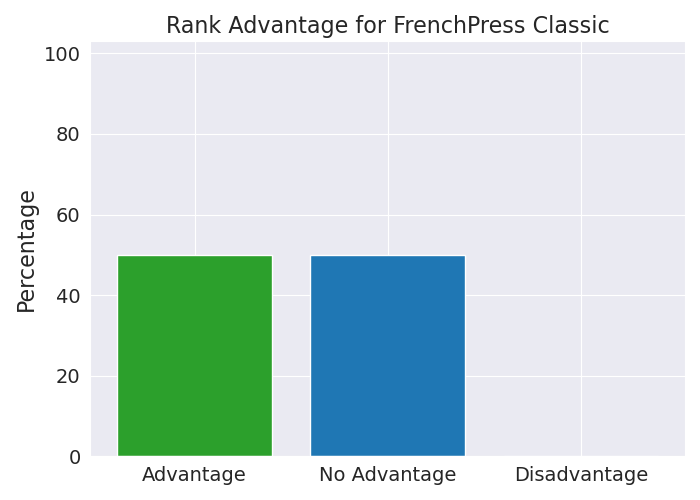 Rank Advantage for FrenchPress Classic
Percentage
100
80
60
40
20
0
Advantage
No Advantage
Disadvantage